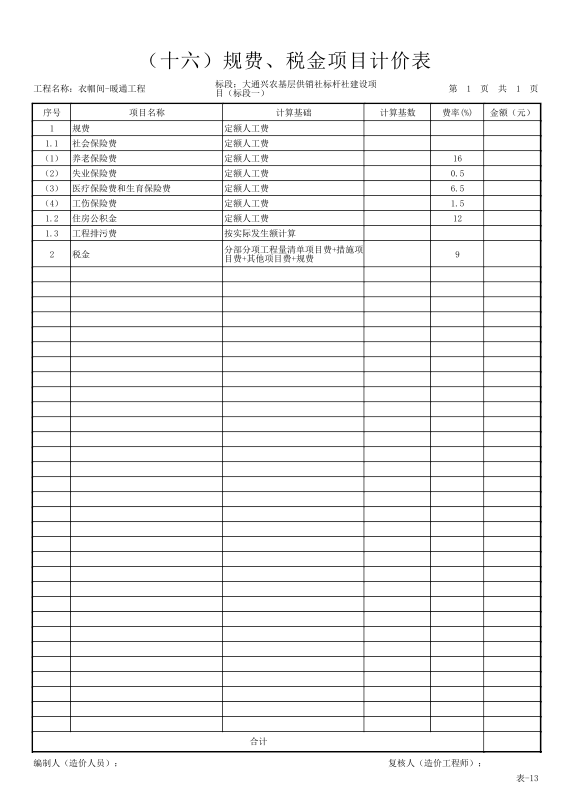 （十六）规费、税金项目计价表
工程名称：衣帽间-暖通工程 标段：大通兴农基层供销社标杆社建设项目（标段一） 第 1 页 共 1 页
序号 项目名称 计算基础 计算基数 费率(%) 金额（元）
1 规费 定额人工费
1.1 社会保险费 定额人工费
（1） 养老保险费 定额人工费 16
（2） 失业保险费 定额人工费 0.5
（3） 医疗保险费和生育保险费 定额人工费 6.5
（4） 工伤保险费 定额人工费 1.5
1.2 住房公积金 定额人工费 12
1.3 工程排污费 按实际发生额计算
2 税金 分部分项工程量清单项目费+措施项目费+其他项目费+规费 9
合计
编制人（造价人员）： 复核人（造价工程师）：
表-13